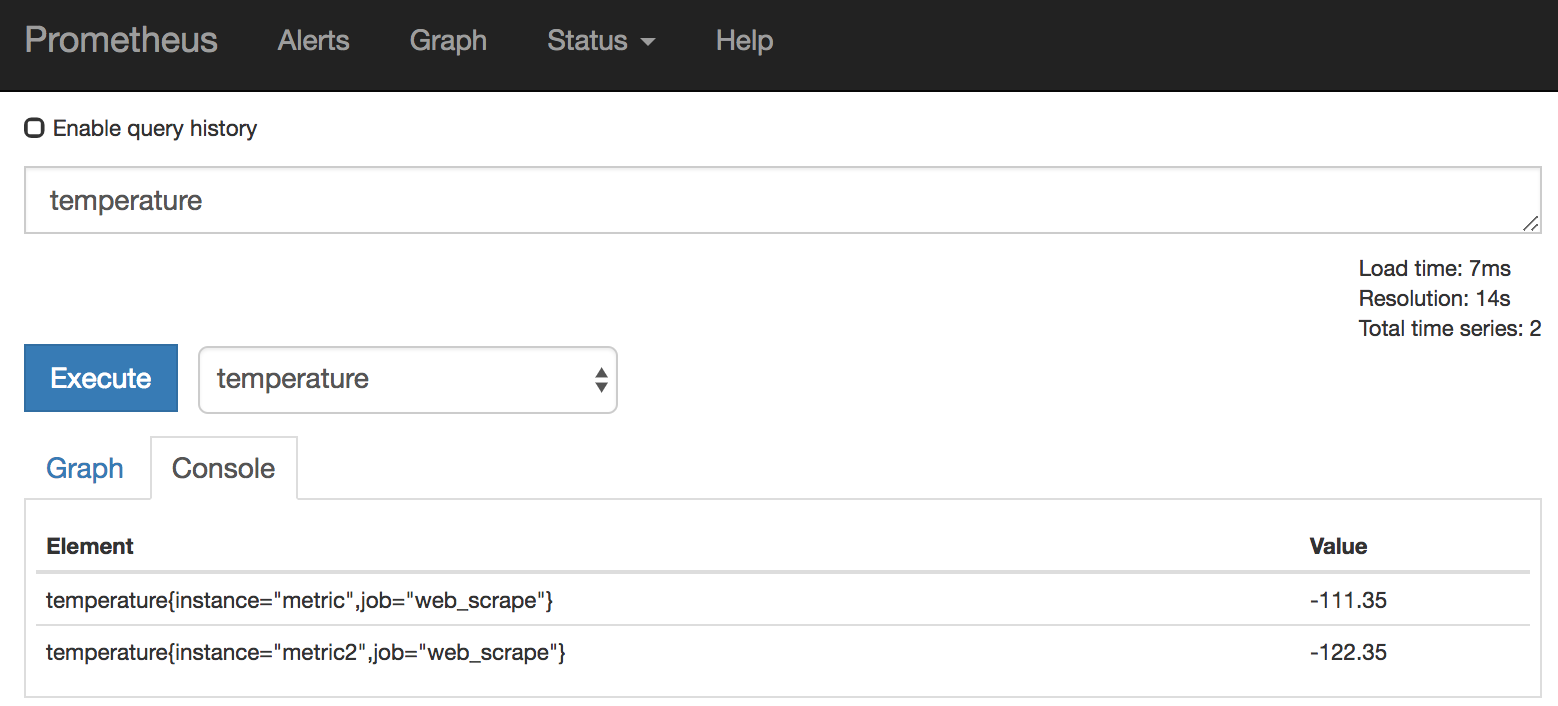 Prometheus Alerts Graph Status Help
Enable query history
temperature
Load time: 7ms
Resolution: 14s
Total time series: 2
Execute temperature
Graph Console
Element Value
temperature{instance="metric",job="web_scrape"} -111.35
temperature{instance="metric2",job="web_scrape"} -122.35